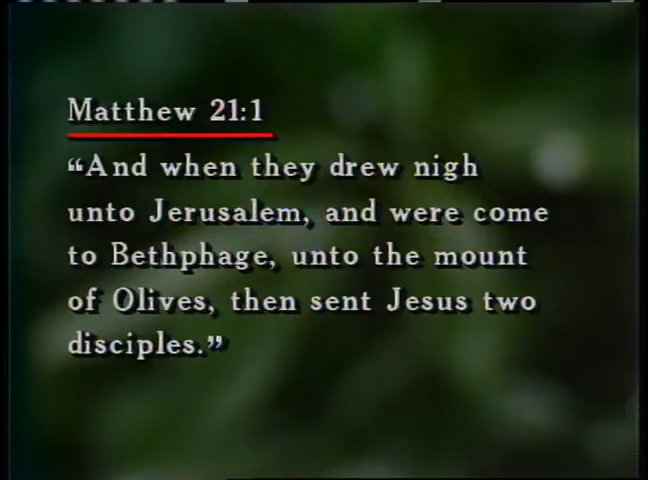 Matthew 21:1
“And when they drew nigh
unto Jerusalem, and were come
to Bethphage, unto the mount
of Olives, then sent Jesus two
disciples.”